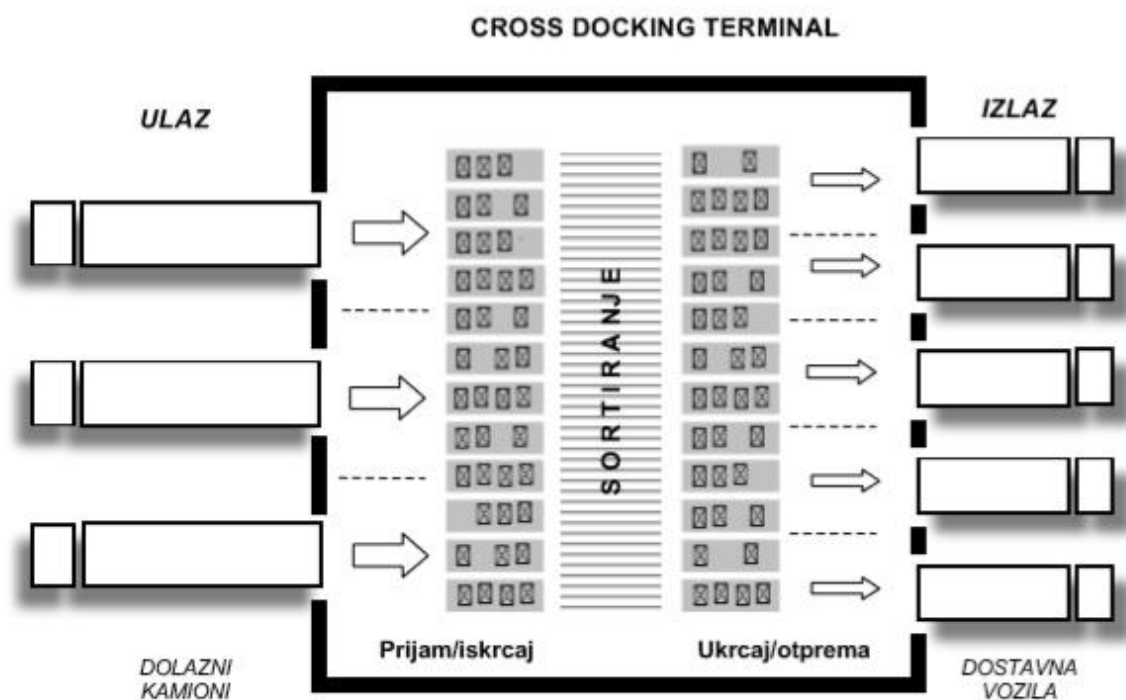 CROSS DOCKING TERMINAL
ULAZ
IZLAZ
SORTIRANJE
Prijam/iskrcaj
Ukrcaj/otprema
DOLAZNI
KAMIONI
DOSTAVNA
VOZILA